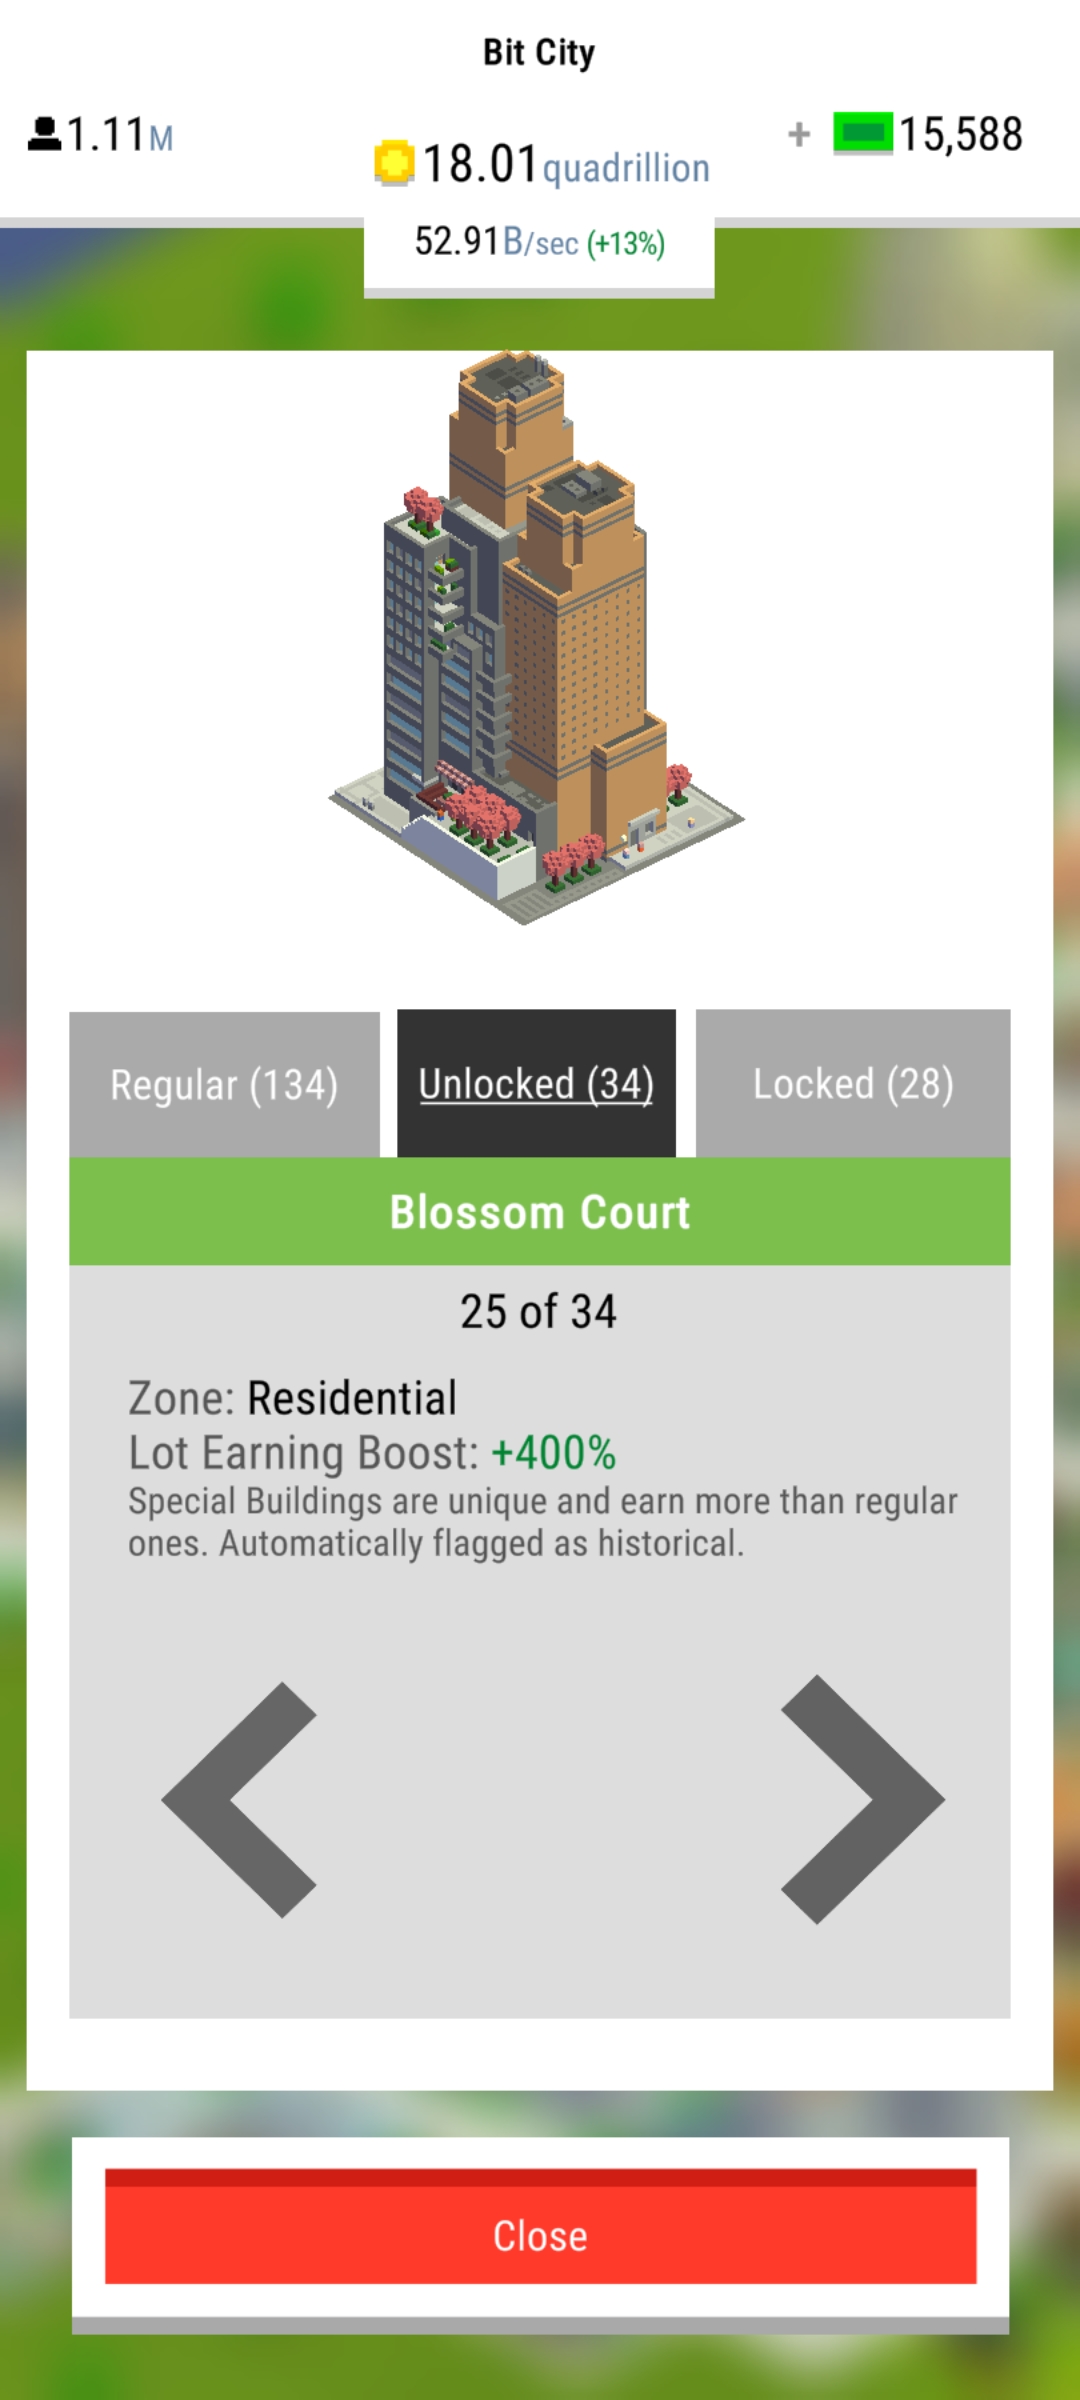 Bit City
1.11M
18.01quadrillion
+ 15,588
52.91B/sec (+13%)
Regular (134)
Unlocked (34)
Locked (28)
Blossom Court
25 of 34
Zone: Residential
Lot Earning Boost: +400%
Special Buildings are unique and earn more than regular
ones. Automatically flagged as historical.
Close